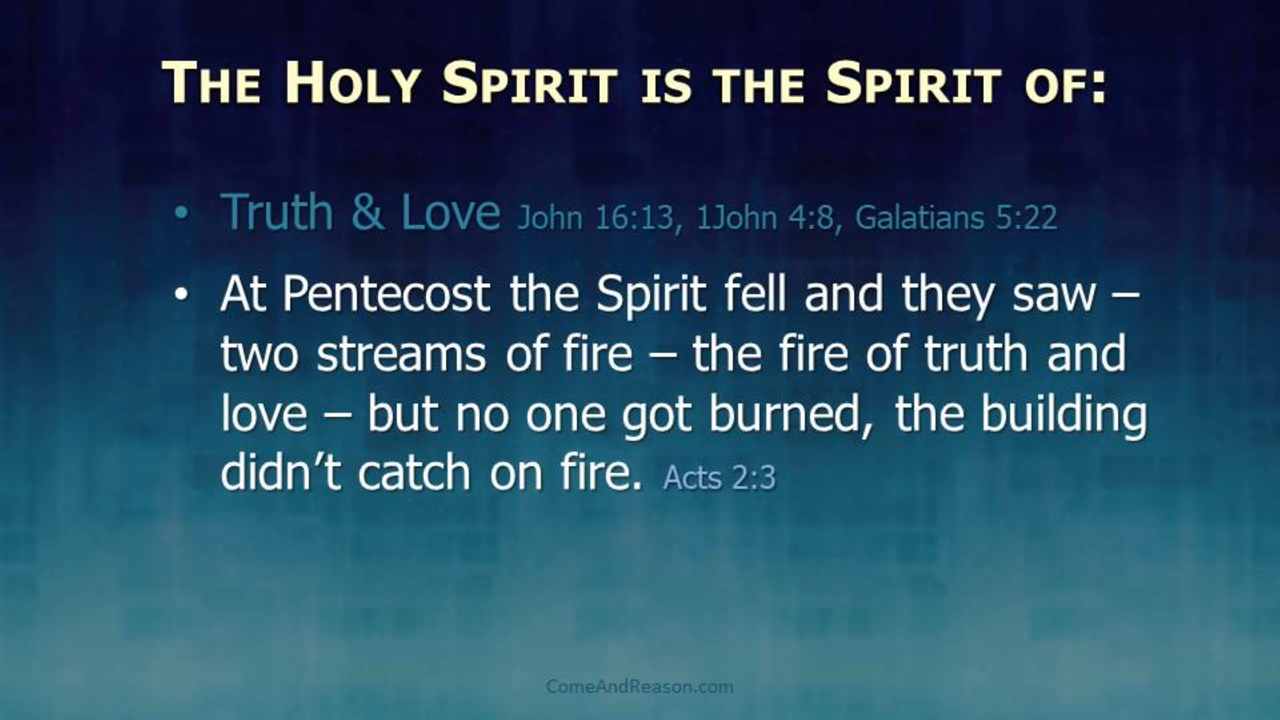 THE HOLY SPIRIT IS THE SPIRIT OF:
• Truth & Love John 16:13, 1John 4:8, Galatians 5:22
• At Pentecost the Spirit fell and they saw –
two streams of fire – the fire of truth and
love – but no one got burned, the building
didn’t catch on fire. Acts 2:3
ComeAndReason.com